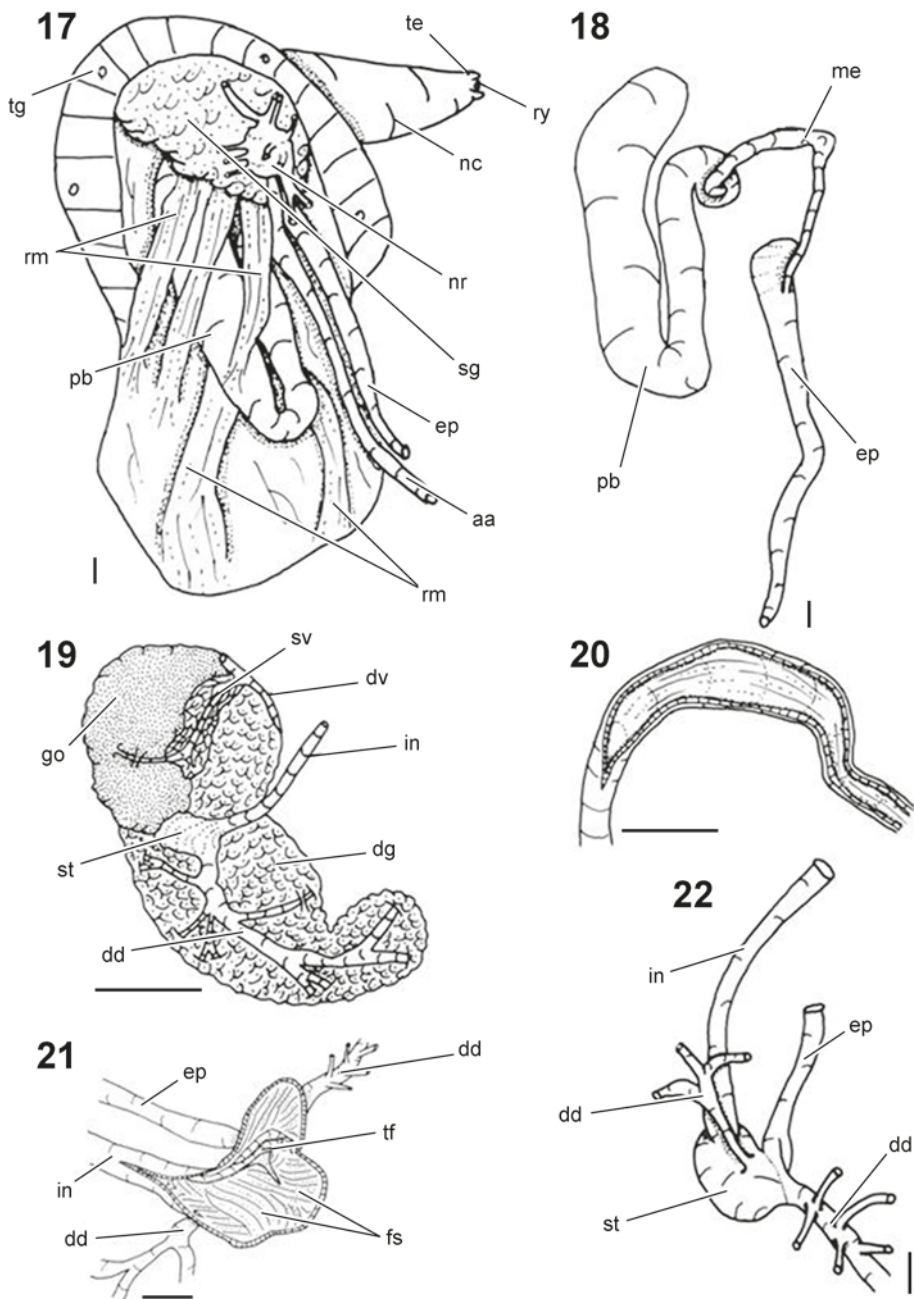 17
te
18
tg
me
ry
nc
rm
nr
pb
sg
ep
aa
rm
pb
ep
19
sv
dv
20
go
in
st
dg
22
dd
in
21
ep
dd
ep
tf
dd
in
dd
fs
st
dd